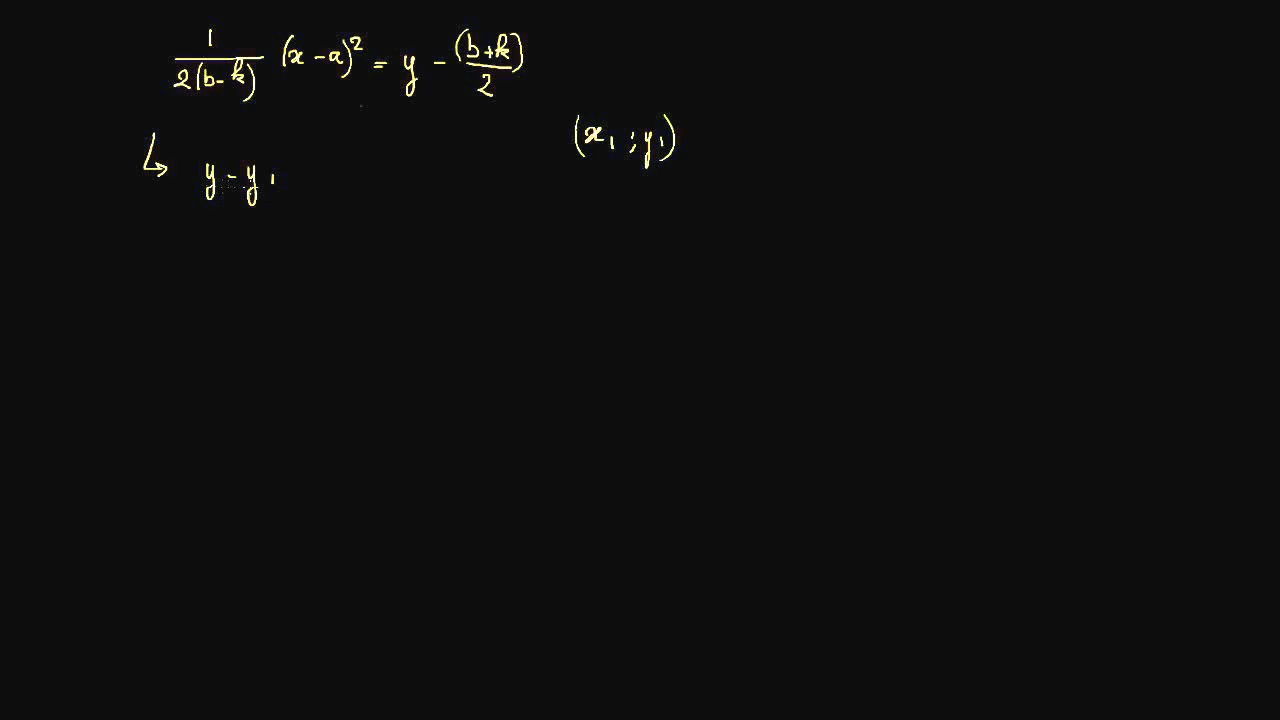 1/2(b-k) (x-a)² = y - (b+k)/2
(x₁ ; y₁)
↳ y - y₁